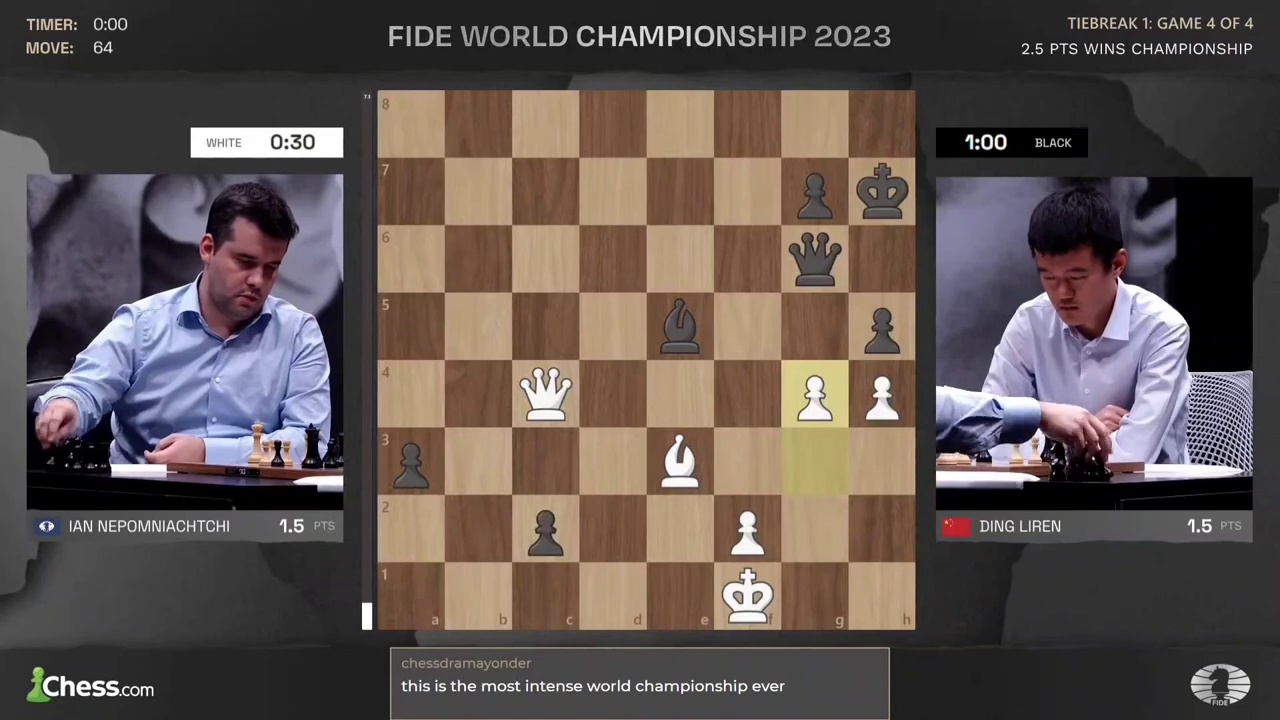 TIMER: 0:00
MOVE: 64
FIDE WORLD CHAMPIONSHIP 2023
TIEBREAK 1: GAME 4 OF 4
2.5 PTS WINS CHAMPIONSHIP
WHITE 0:30
1:00 BLACK
8
7
6
5
4
3
2
1
a b c d e f g h
IAN NEPOMNIACHTCHI 1.5 PTS
DING LIREN 1.5 PTS
chessdramayonder
this is the most intense world championship ever
Chess.com
FIDE